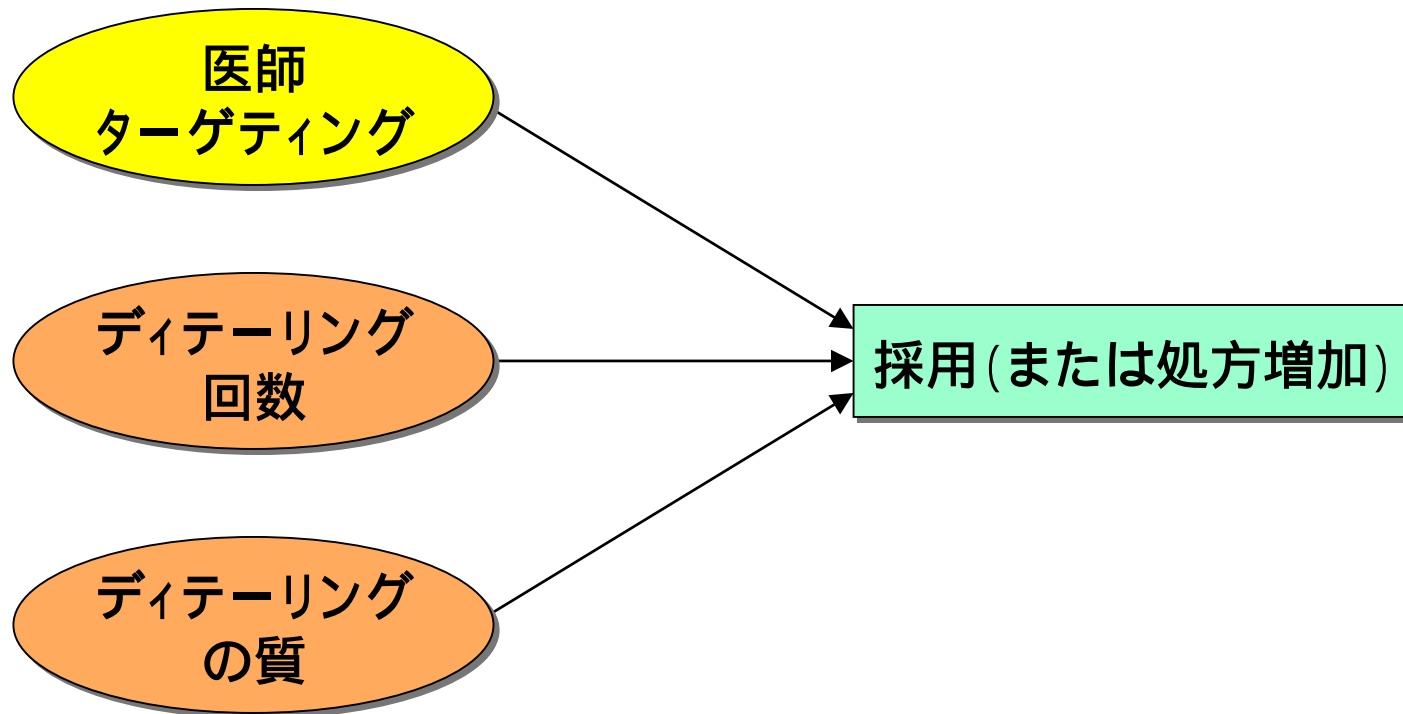 医師
ターゲティング
ディテーリング
回数
採用(または処方増加)
ディテーリング
の質